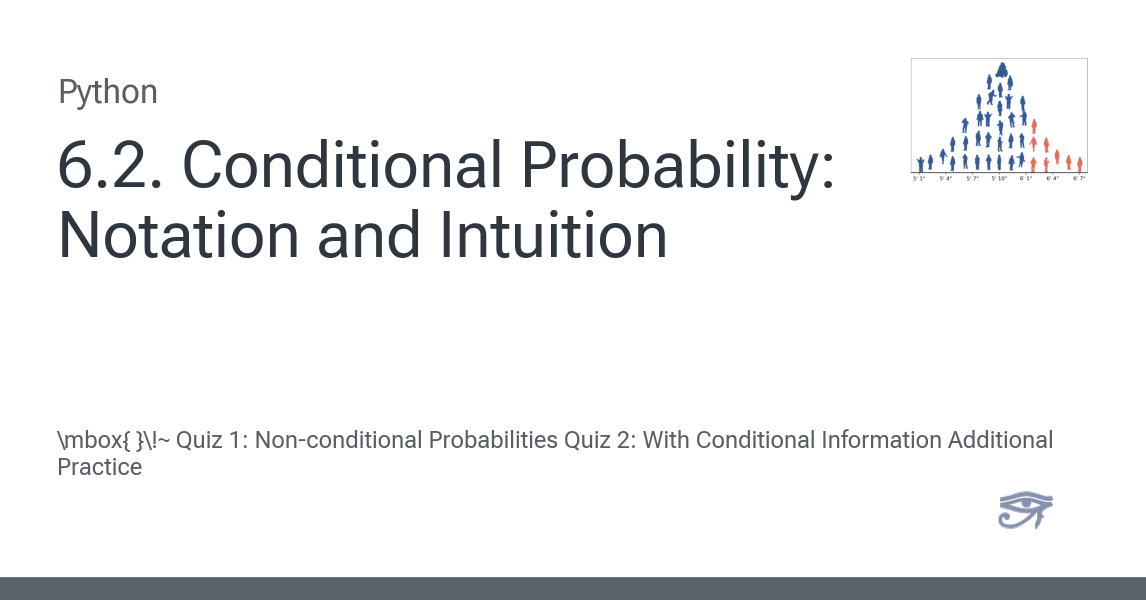 Python
6.2. Conditional Probability:
Notation and Intuition
5' 1" 5' 4" 5' 7" 5' 10" 6' 1" 6' 4" 6' 7"
\mbox{ }\!~ Quiz 1: Non-conditional Probabilities Quiz 2: With Conditional Information Additional
Practice